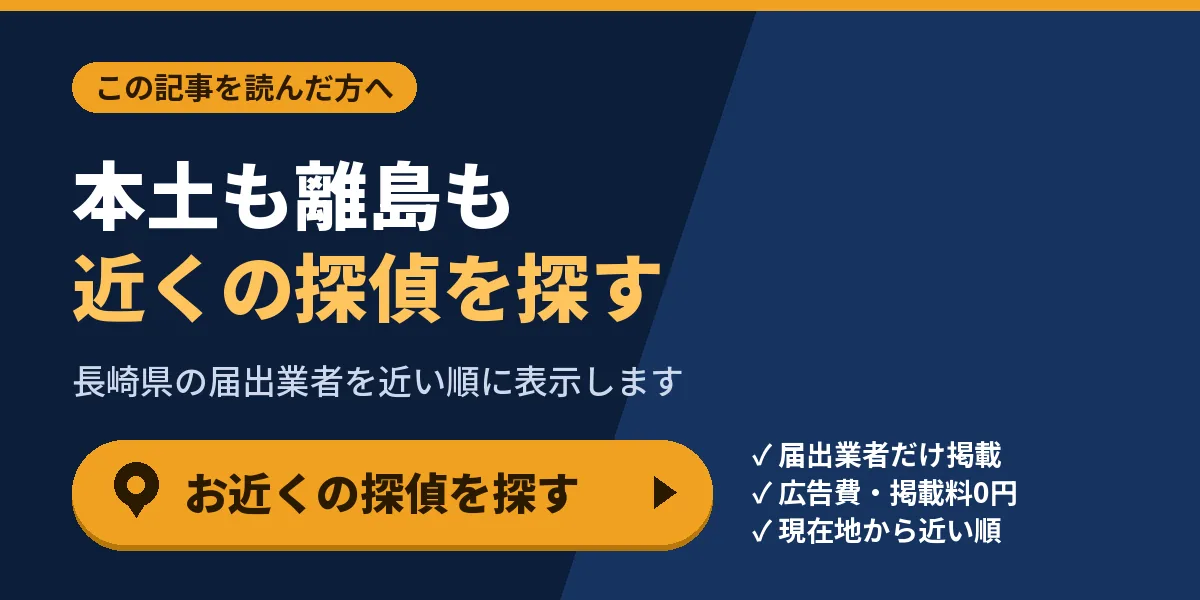 この記事を読んだ方へ
本土も離島も
近くの探偵を探す
長崎県の届出業者を近い順に表示します
お近くの探偵を探す
✓ 届出業者だけ掲載
✓ 広告費・掲載料0円
✓ 現在地から近い順